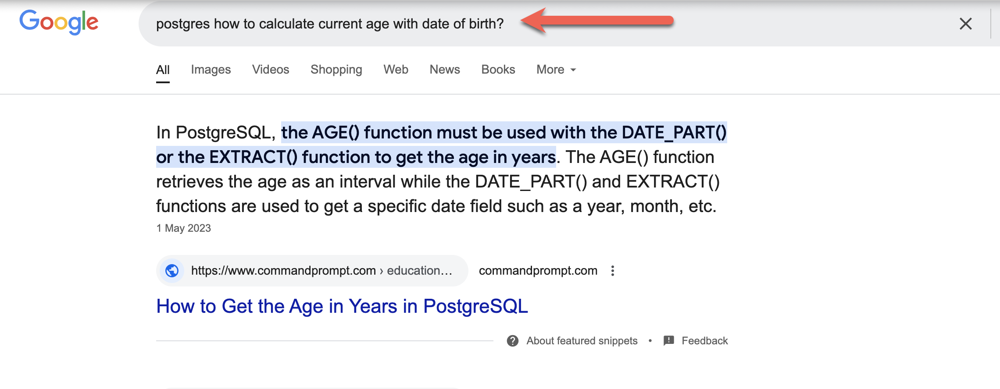 Google
postgres how to calculate current age with date of birth?
All Images Videos Shopping Web News Books More
In PostgreSQL, the AGE() function must be used with the DATE_PART()
or the EXTRACT() function to get the age in years. The AGE() function
retrieves the age as an interval while the DATE_PART() and EXTRACT()
functions are used to get a specific date field such as a year, month, etc.
1 May 2023
https://www.commandprompt.com › education... commandprompt.com
How to Get the Age in Years in PostgreSQL
About featured snippets • Feedback